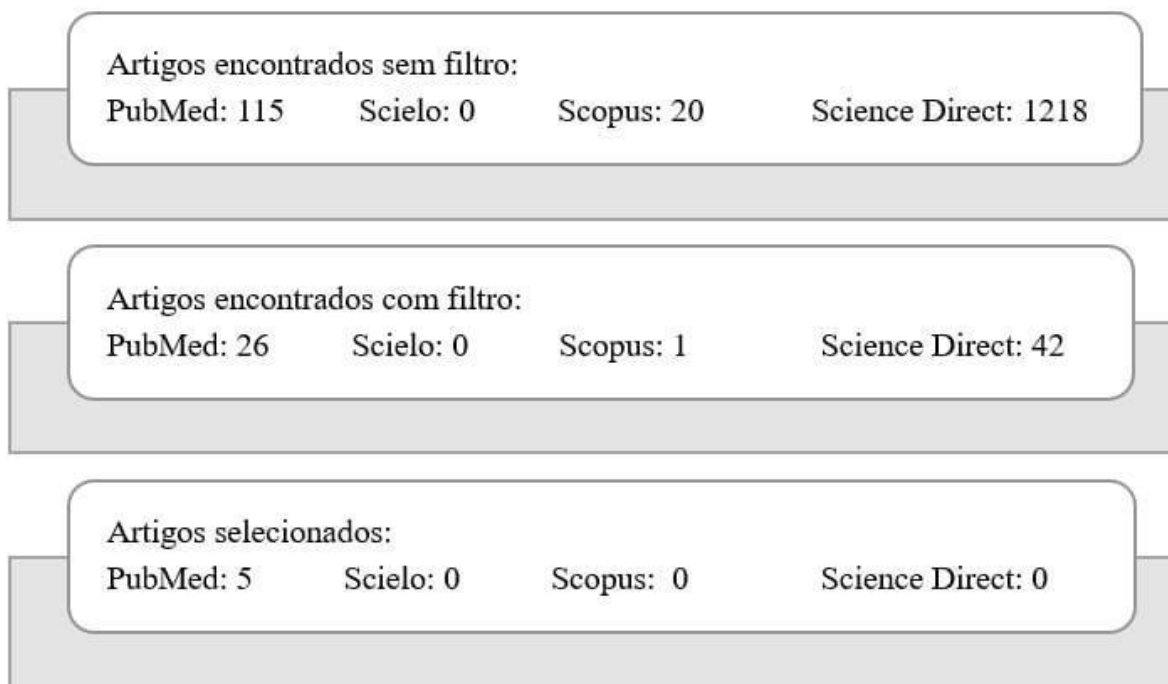 Artigos encontrados sem filtro:
PubMed: 115 Scielo: 0 Scopus: 20 Science Direct: 1218
Artigos encontrados com filtro:
PubMed: 26 Scielo: 0 Scopus: 1 Science Direct: 42
Artigos selecionados:
PubMed: 5 Scielo: 0 Scopus: 0 Science Direct: 0